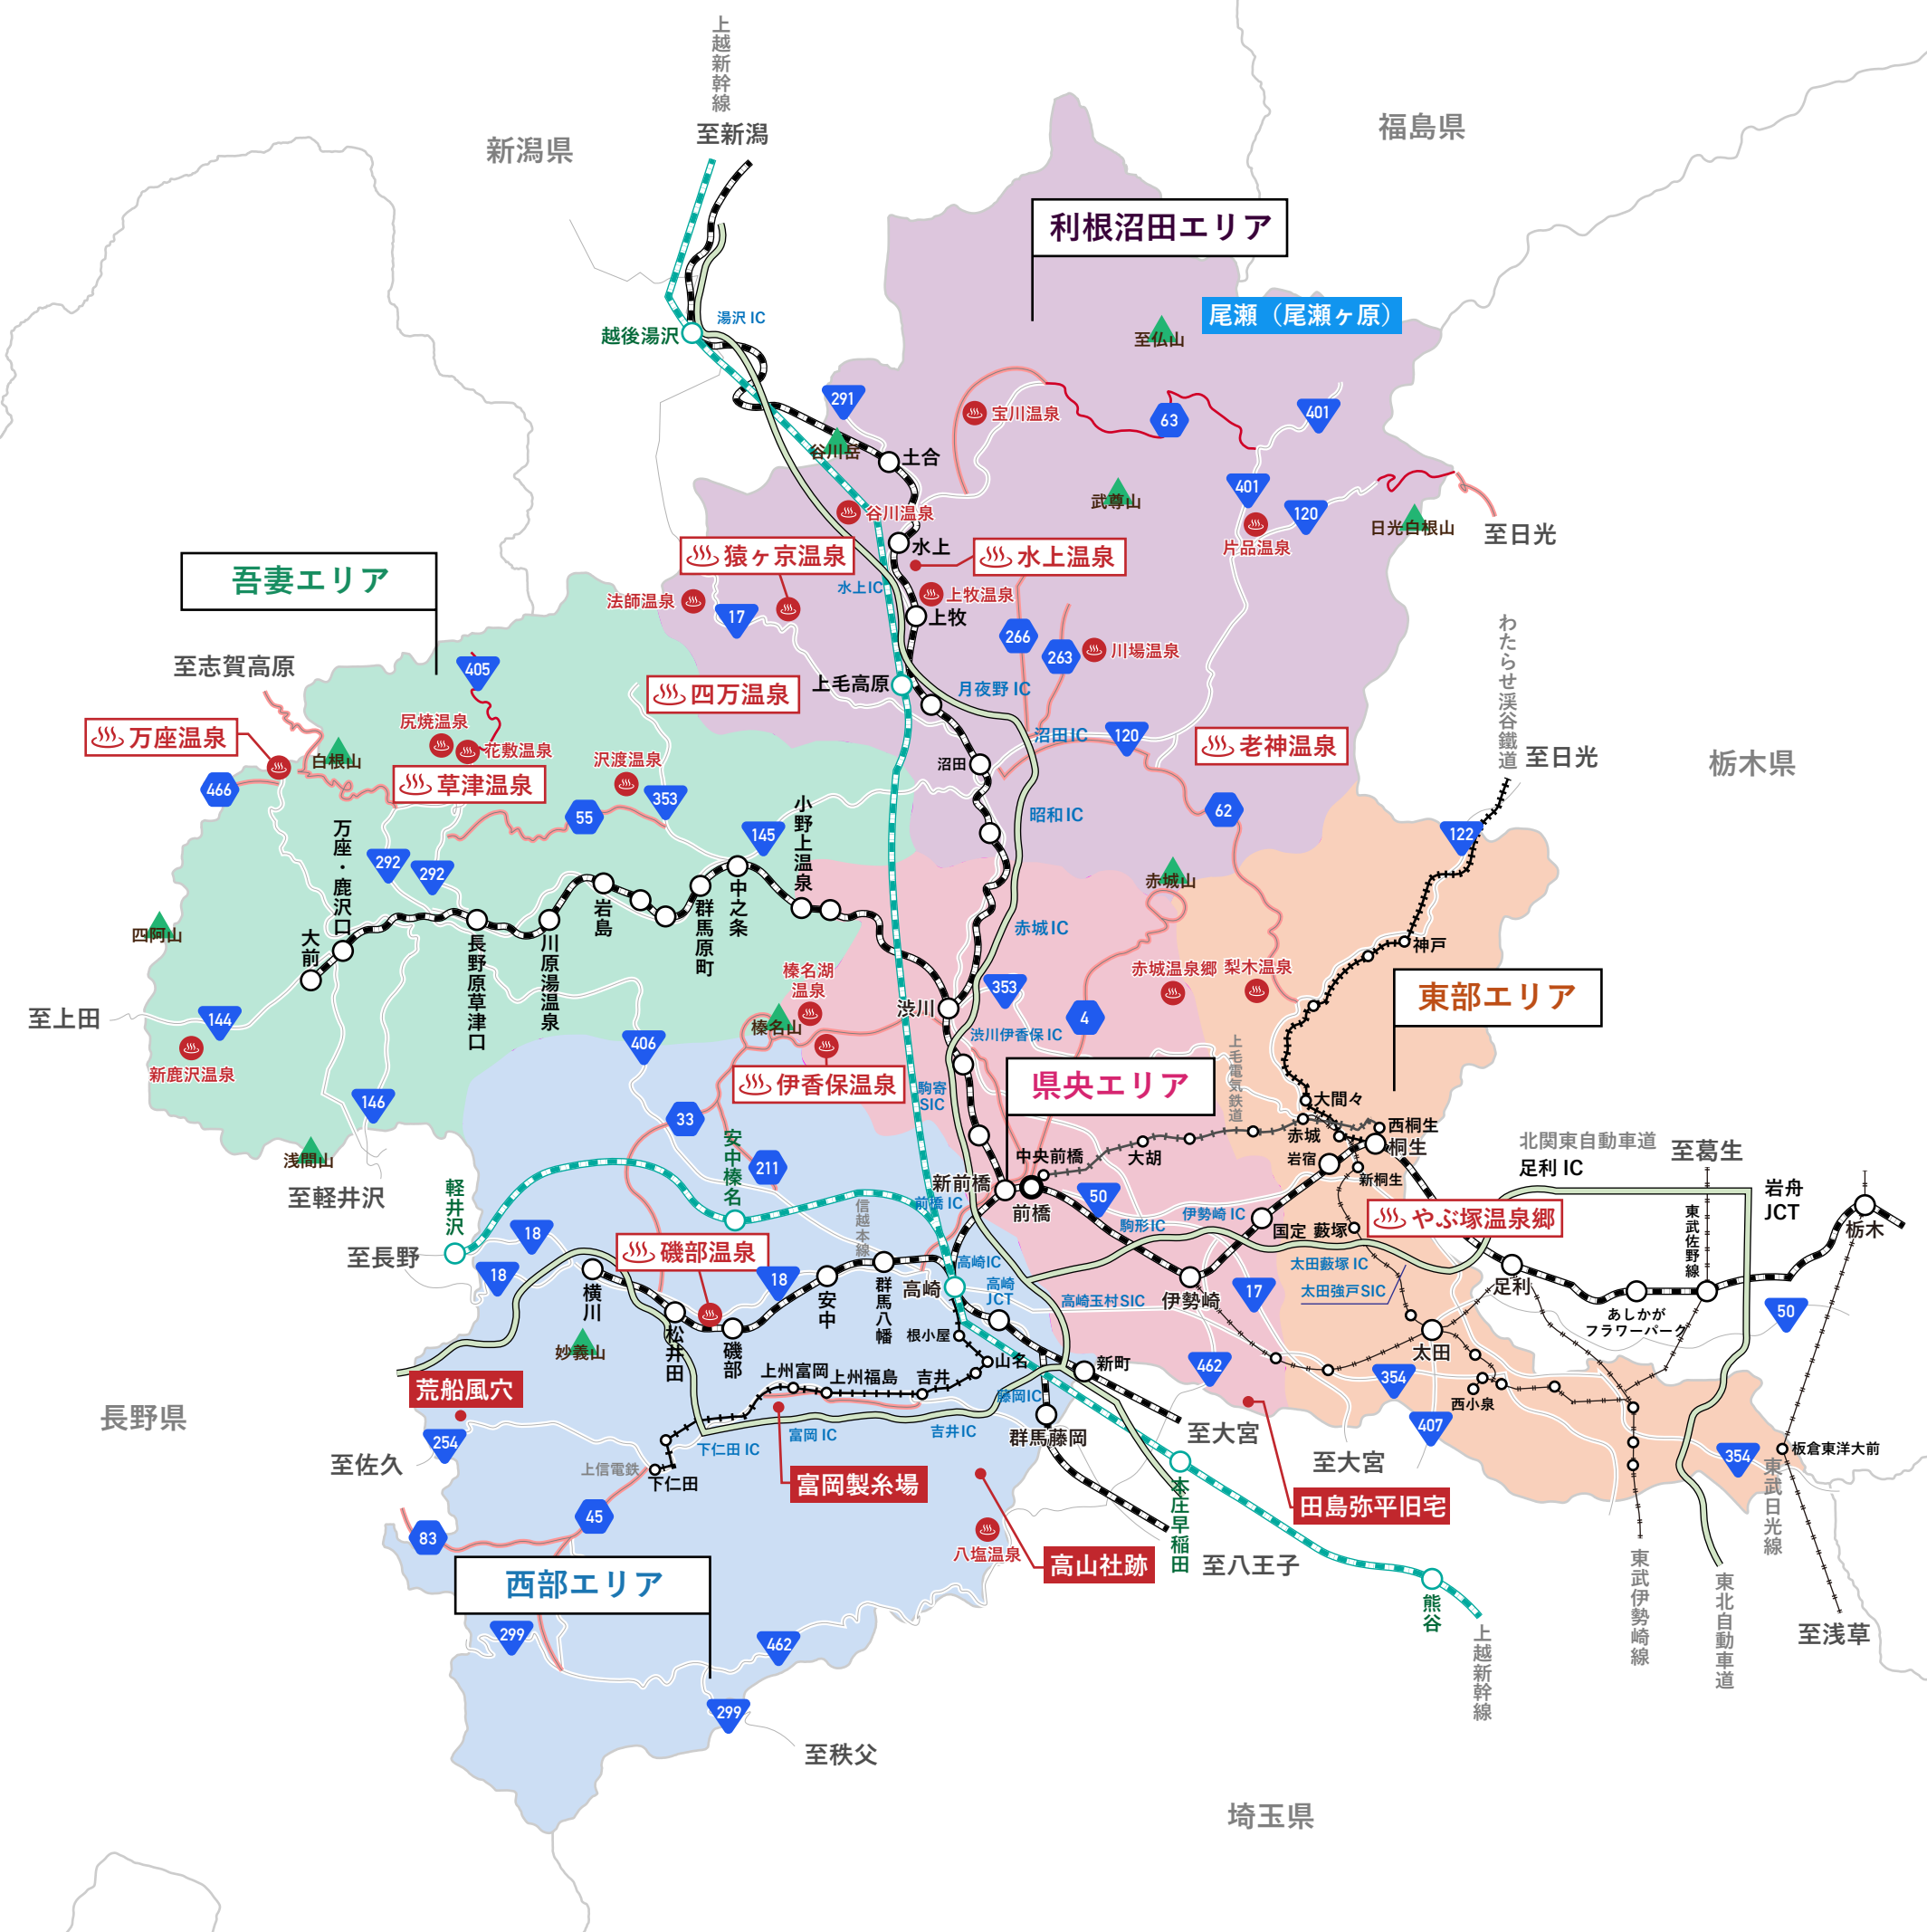 上越新幹線
至新潟
新潟県
福島県
利根沼田エリア
尾瀬（尾瀬ヶ原）
至仏山
湯沢 IC
越後湯沢
291
宝川温泉
63
401
谷川岳
土合
401
武尊山
120
谷川温泉
片品温泉
日光白根山
至日光
猿ヶ京温泉
水上
水上温泉
吾妻エリア
水上IC
法師温泉
17
上牧温泉
上牧
266
263
川場温泉
わたらせ渓谷鐵道
至志賀高原
405
四万温泉
上毛高原
月夜野 IC
尻焼温泉
花敷温泉
万座温泉
白根山
沢渡温泉
沼田IC
120
老神温泉
至日光
栃木県
466
草津温泉
沼田
353
55
小野上温泉
昭和IC
62
122
145
万座・鹿沢口
292
292
中之条
赤城山
四阿山
大前
長野原草津口
川原湯温泉
岩島
群馬原町
赤城IC
神戸
榛名湖
温泉
赤城温泉郷
梨木温泉
東部エリア
至上田
144
渋川
353
4
榛名山
渋川伊香保 IC
新鹿沢温泉
406
上毛電気鉄道
伊香保温泉
県央エリア
146
駒寄
SIC
33
大間々
浅間山
安中榛名
赤城
西桐生
桐生
北関東自動車道
足利 IC
至葛生
211
中央前橋
大胡
岩宿
新桐生
至軽井沢
軽井沢
新前橋
前橋 IC
前橋
50
岩舟
JCT
信越本線
駒形IC
伊勢崎 IC
国定
藪塚
やぶ塚温泉郷
東武佐野線
栃木
至長野
18
磯部温泉
高崎IC
太田藪塚 IC
18
18
横川
安中
群馬八幡
高崎
高崎
JCT
高崎玉村SIC
伊勢崎
17
太田強戸SIC
足利
あしかが
フラワーパーク
50
松井田
磯部
根小屋
太田
妙義山
山名
新町
上州富岡
上州福島
吉井
462
354
荒船風穴
藤岡IC
西小泉
長野県
254
下仁田 IC
富岡 IC
吉井IC
群馬藤岡
至大宮
407
至佐久
上信電鉄
下仁田
至大宮
354
板倉東洋大前
富岡製糸場
本庄早稲田
田島弥平旧宅
東武日光線
45
83
八塩温泉
高山社跡
至八王子
東武伊勢崎線
東北自動車道
西部エリア
熊谷
299
462
上越新幹線
至浅草
299
至秩父
埼玉県